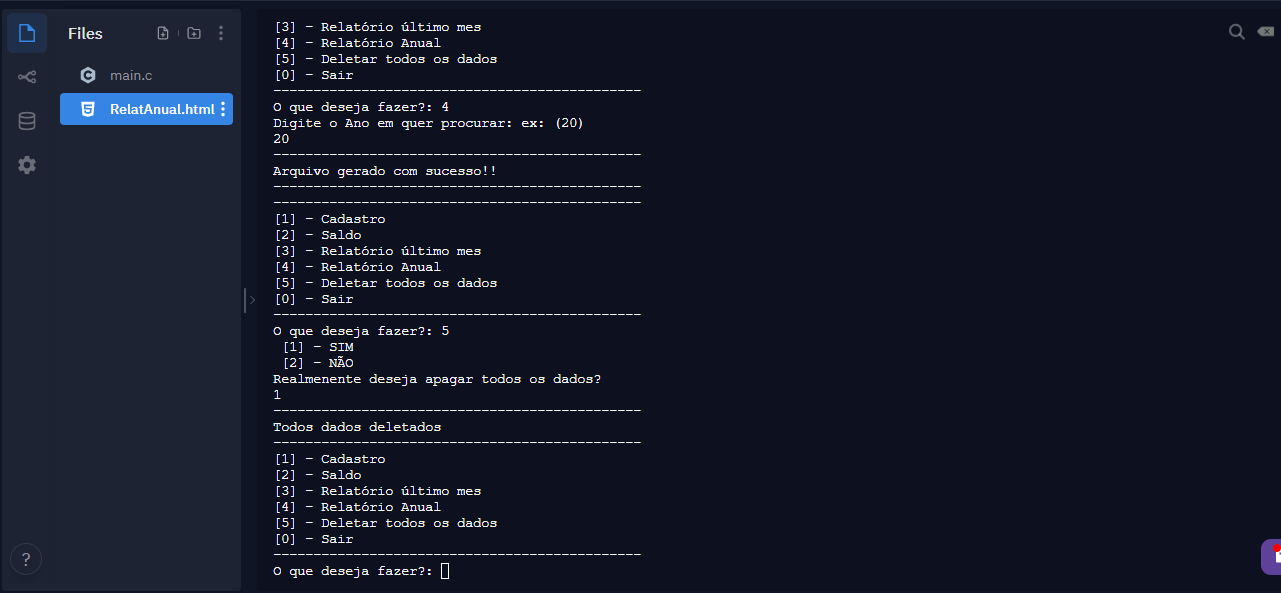 Files
main.c
RelatAnual.html
[3] - Relatório último mes
[4] - Relatório Anual
[5] - Deletar todos os dados
[0] - Sair
----------------------------------------------
O que deseja fazer?: 4
Digite o Ano em quer procurar: ex: (20)
20
----------------------------------------------
Arquivo gerado com sucesso!!
----------------------------------------------
----------------------------------------------
[1] - Cadastro
[2] - Saldo
[3] - Relatório último mes
[4] - Relatório Anual
[5] - Deletar todos os dados
[0] - Sair
----------------------------------------------
O que deseja fazer?: 5
[1] - SIM
[2] - NÃO
Realmenente deseja apagar todos os dados?
1
----------------------------------------------
Todos dados deletados
----------------------------------------------
[1] - Cadastro
[2] - Saldo
[3] - Relatório último mes
[4] - Relatório Anual
[5] - Deletar todos os dados
[0] - Sair
----------------------------------------------
O que deseja fazer?:
?